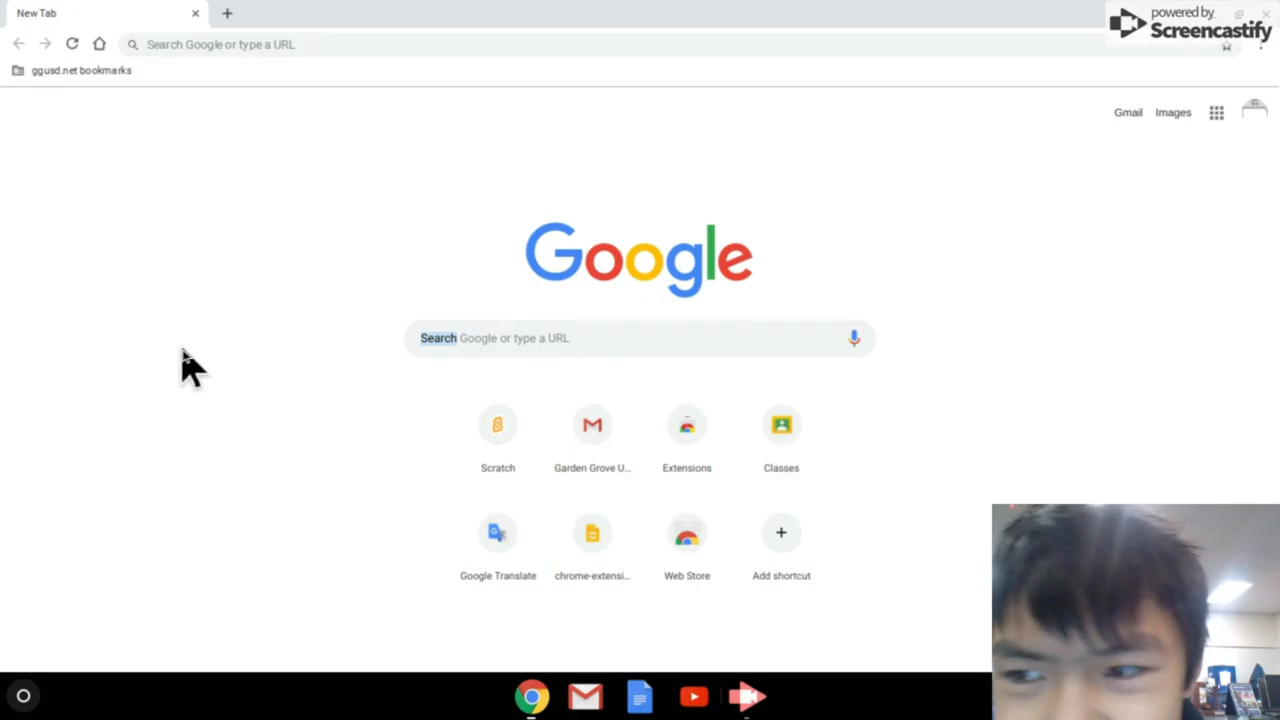 New Tab
powered by
Screencastify
Search Google or type a URL
ggusd.net bookmarks
Gmail Images
Google
Search Google or type a URL
Scratch Garden Grove U... Extensions Classes
Google Translate chrome-extensi... Web Store Add shortcut